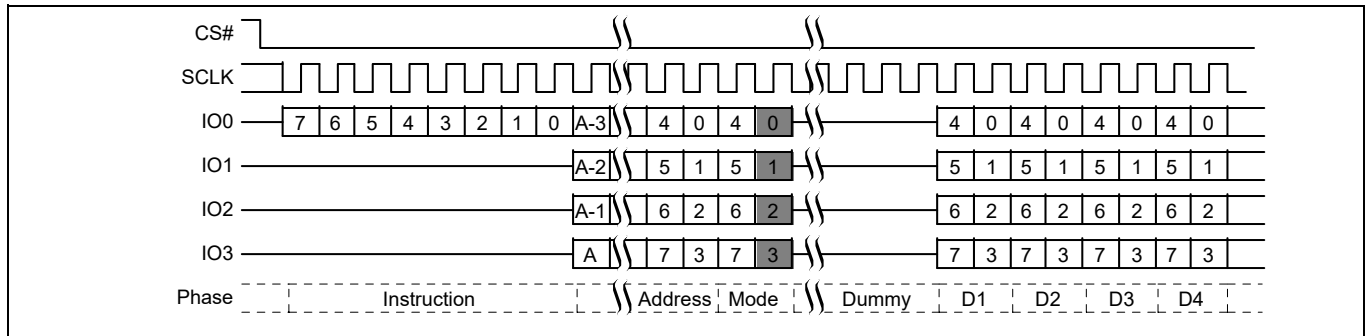 CS#
SCLK
IO0 7 6 5 4 3 2 1 0 A-3 4 0 4 0 4 0 4 0 4 0 4 0
IO1 A-2 5 1 5 1 5 1 5 1 5 1 5 1
IO2 A-1 6 2 6 2 6 2 6 2 6 2 6 2
IO3 A 7 3 7 3 7 3 7 3 7 3 7 3
Phase Instruction Address Mode Dummy D1 D2 D3 D4